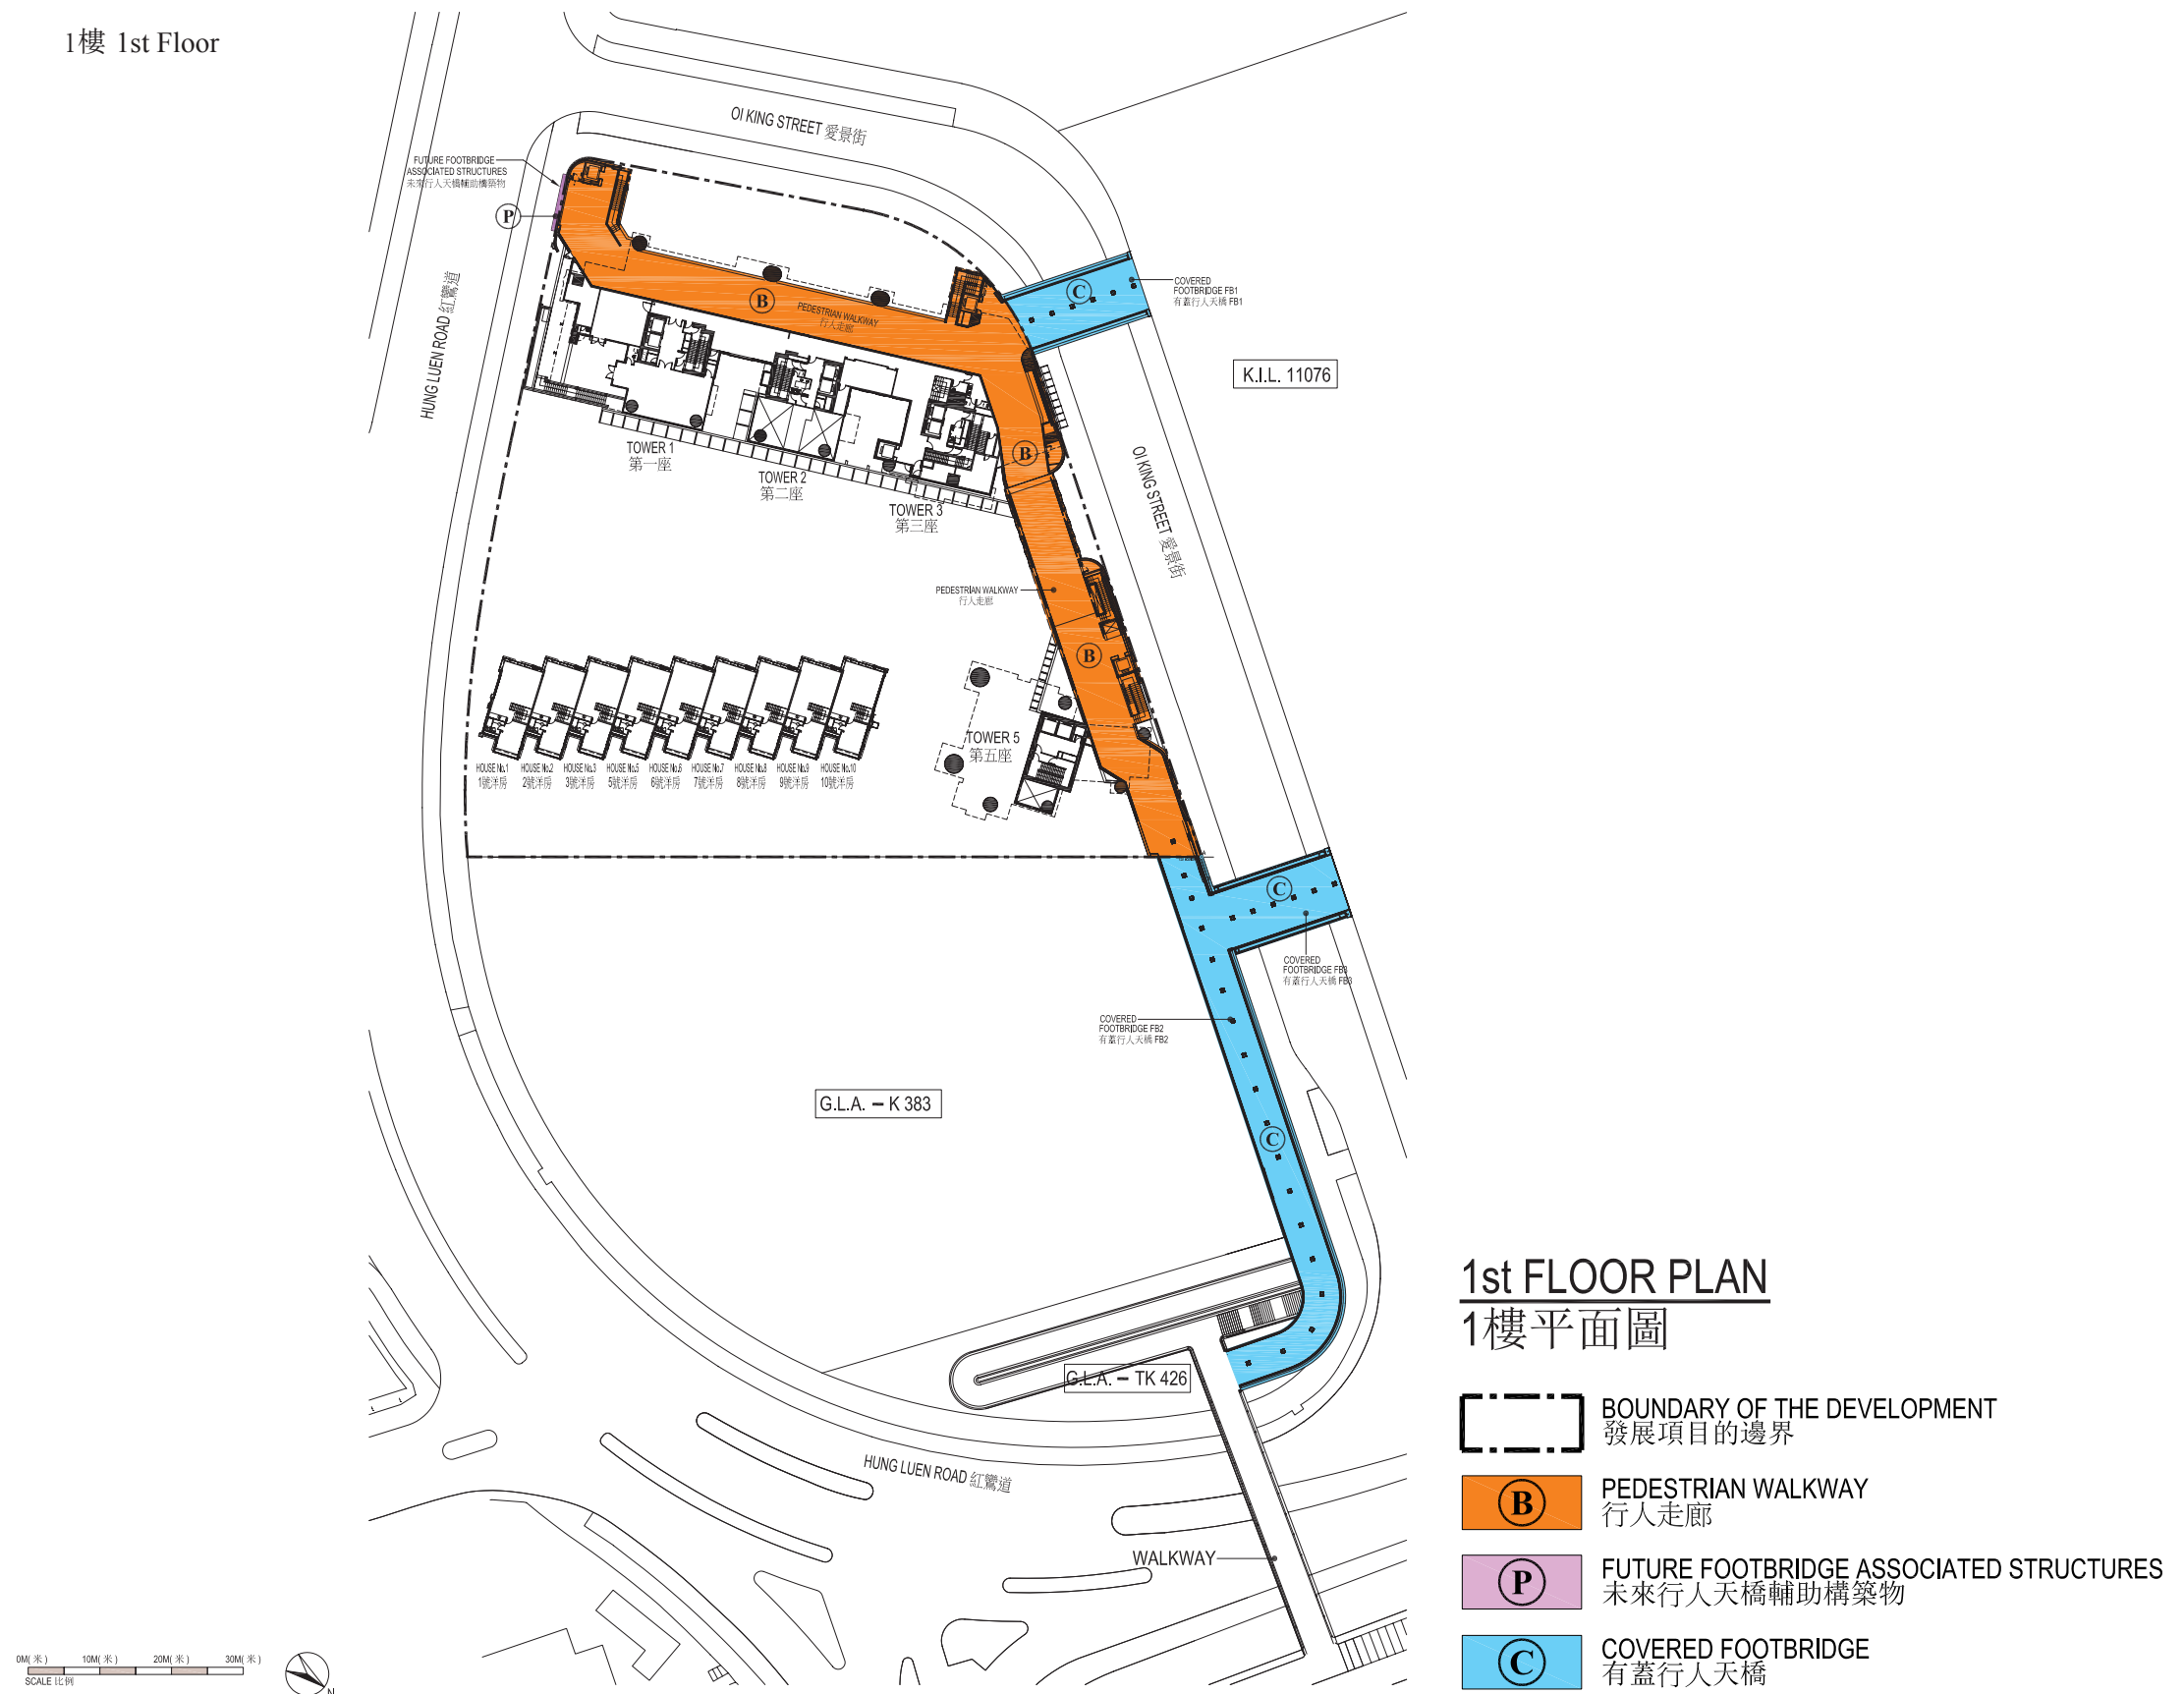 1樓 1st Floor
OI KING STREET 愛景街
FUTURE FOOTBRIDGE
ASSOCIATED STRUCTURES
未來行人天橋輔助構築物
P
HUNG LUEN ROAD 紅鸞道
B
PEDESTRIAN WALKWAY
行人走廊
C
COVERED
FOOTBRIDGE FB1
有蓋行人天橋 FB1
K.I.L. 11076
TOWER 1
第一座
TOWER 2
第二座
TOWER 3
第三座
B
OI KING STREET 愛景街
PEDESTRIAN WALKWAY
行人走廊
B
TOWER 5
第五座
HOUSE No.1
1號洋房
HOUSE No.2
2號洋房
HOUSE No.3
3號洋房
HOUSE No.5
5號洋房
HOUSE No.6
6號洋房
HOUSE No.7
7號洋房
HOUSE No.8
8號洋房
HOUSE No.9
9號洋房
HOUSE No.10
10號洋房
C
COVERED
FOOTBRIDGE FB3
有蓋行人天橋 FB3
COVERED
FOOTBRIDGE FB2
有蓋行人天橋 FB2
G.L.A. – K 383
C
G.L.A. – TK 426
HUNG LUEN ROAD 紅鸞道
WALKWAY
1st FLOOR PLAN
1樓平面圖
BOUNDARY OF THE DEVELOPMENT
發展項目的邊界
B
PEDESTRIAN WALKWAY
行人走廊
P
FUTURE FOOTBRIDGE ASSOCIATED STRUCTURES
未來行人天橋輔助構築物
C
COVERED FOOTBRIDGE
有蓋行人天橋
0M( 米 ) 10M( 米 ) 20M( 米 ) 30M( 米 )
SCALE 比例
N